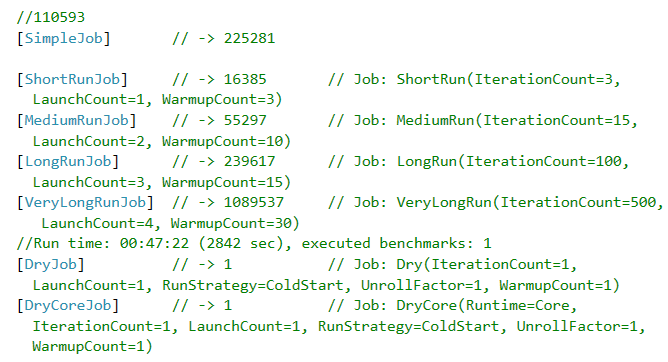 //110593
[SimpleJob] // -> 225281
[ShortRunJob] // -> 16385 // Job: ShortRun(IterationCount=3,
LaunchCount=1, WarmupCount=3)
[MediumRunJob] // -> 55297 // Job: MediumRun(IterationCount=15,
LaunchCount=2, WarmupCount=10)
[LongRunJob] // -> 239617 // Job: LongRun(IterationCount=100,
LaunchCount=3, WarmupCount=15)
[VeryLongRunJob] // -> 1089537 // Job: VeryLongRun(IterationCount=500,
LaunchCount=4, WarmupCount=30)
//Run time: 00:47:22 (2842 sec), executed benchmarks: 1
[DryJob] // -> 1 // Job: Dry(IterationCount=1,
LaunchCount=1, RunStrategy=ColdStart, UnrollFactor=1, WarmupCount=1)
[DryCoreJob] // -> 1 // Job: DryCore(Runtime=Core,
IterationCount=1, LaunchCount=1, RunStrategy=ColdStart, UnrollFactor=1,
WarmupCount=1)